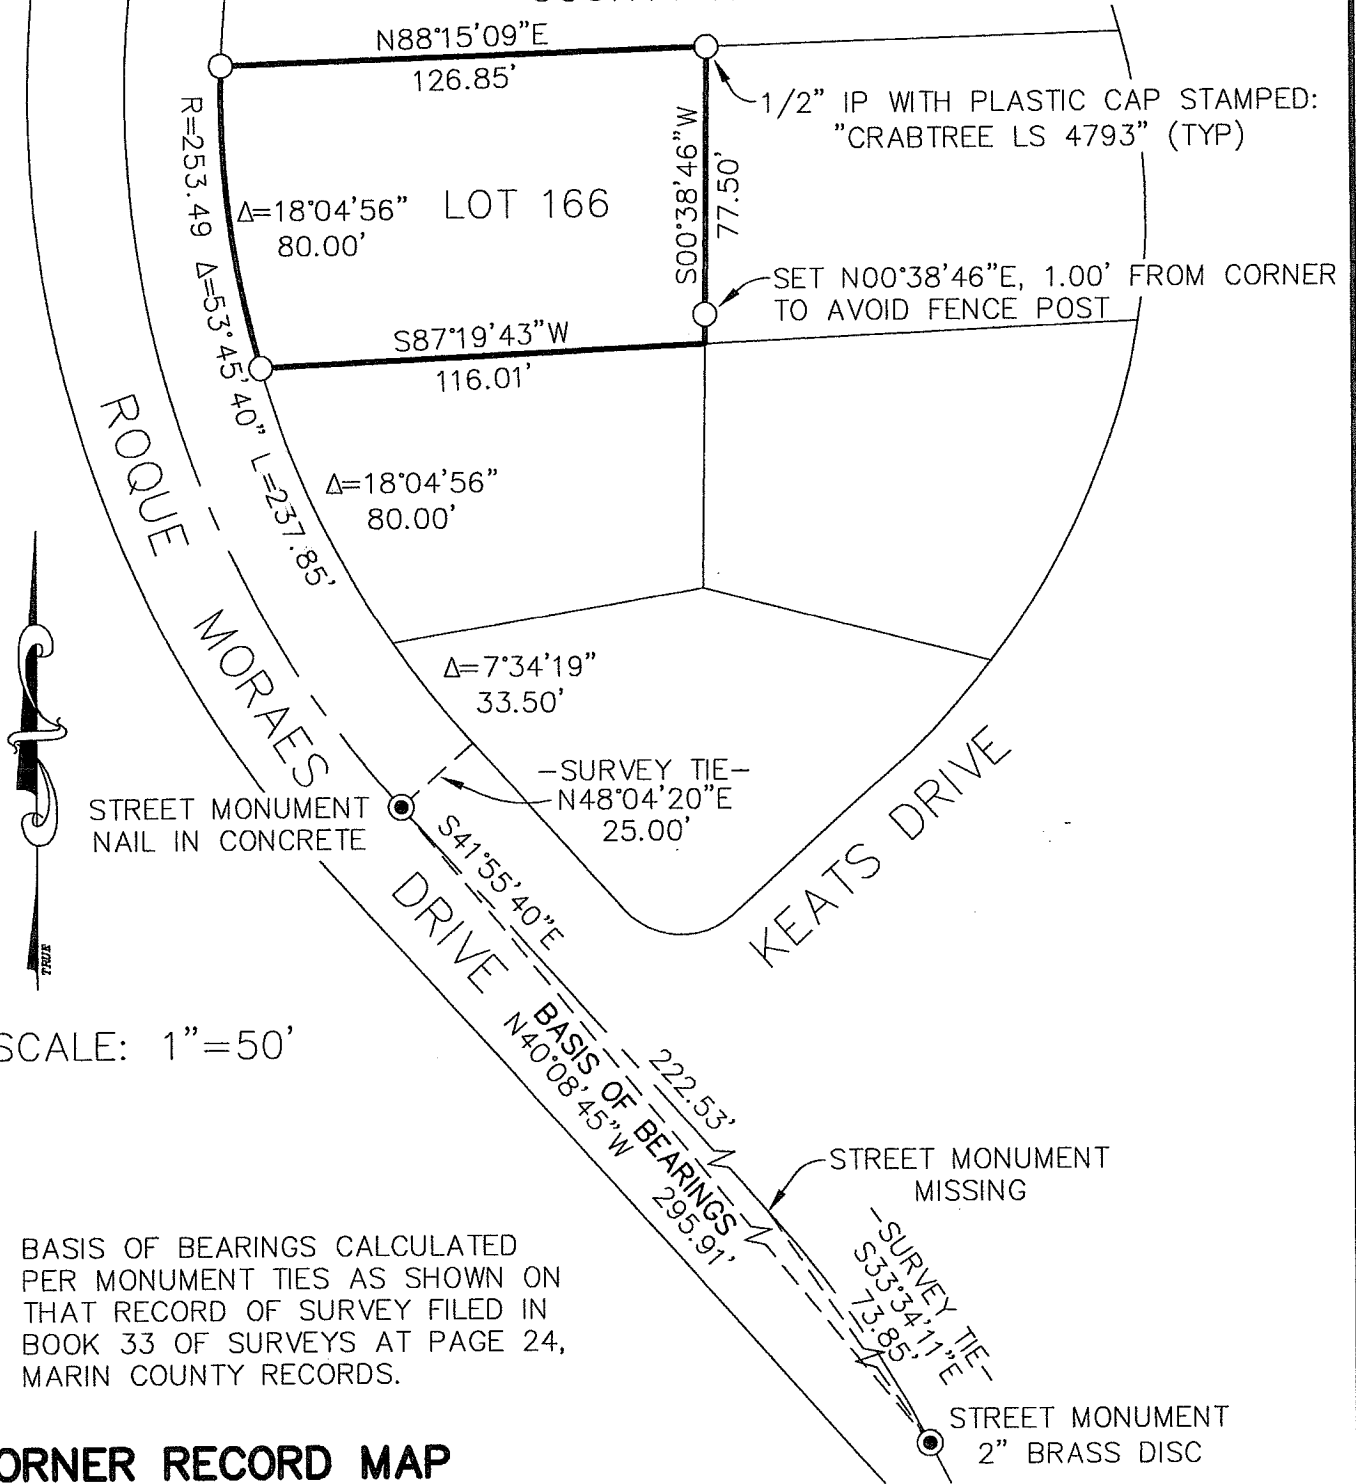 N88°15'09"E
126.85'
1/2" IP WITH PLASTIC CAP STAMPED:
"CRABTREE LS 4793" (TYP)
R=253.49 Δ=53°45'40" L=237.85'
S00°38'46"W
77.50'
Δ=18°04'56"
80.00'
LOT 166
SET N00°38'46"E, 1.00' FROM CORNER
TO AVOID FENCE POST
S87°19'43"W
116.01'
ROQUE MORAES DRIVE
Δ=18°04'56"
80.00'
Δ=7°34'19"
33.50'
-SURVEY TIE-
N48°04'20"E
25.00'
STREET MONUMENT
NAIL IN CONCRETE
KEATS DRIVE
S41°55'40"E
222.53'
TRUE
SCALE: 1"=50'
BASIS OF BEARINGS
N40°08'45"W 295.91'
STREET MONUMENT
MISSING
-SURVEY TIE-
S33°34'11"E
73.85'
BASIS OF BEARINGS CALCULATED
PER MONUMENT TIES AS SHOWN ON
THAT RECORD OF SURVEY FILED IN
BOOK 33 OF SURVEYS AT PAGE 24,
MARIN COUNTY RECORDS.
STREET MONUMENT
2" BRASS DISC
ORNER RECORD MAP